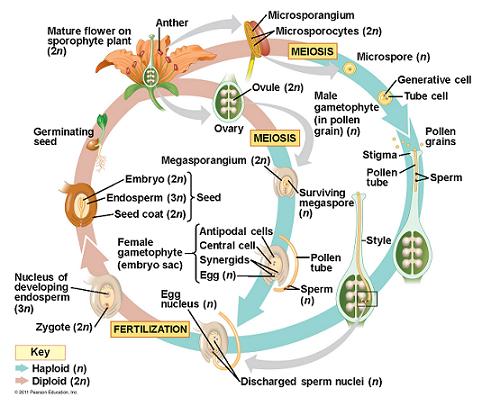 Mature flower on
sporophyte plant
(2n)
Anther
Microsporangium
Microsporocytes (2n)
MEIOSIS
Microspore (n)
Generative cell
Tube cell
Ovule (2n)
Male
gametophyte
(in pollen
grain) (n)
Ovary
MEIOSIS
Germinating
seed
Pollen
grains
Stigma
Pollen
tube
Sperm
Megasporangium (2n)
Embryo (2n)
Endosperm (3n)
Seed
Seed coat (2n)
Surviving
megaspore
(n)
Antipodal cells
Central cell
Synergids
Egg (n)
Female
gametophyte
(embryo sac)
Style
Pollen
tube
Sperm
(n)
Nucleus of
developing
endosperm
(3n)
Egg
nucleus (n)
Zygote (2n)
FERTILIZATION
Key
Haploid (n)
Diploid (2n)
Discharged sperm nuclei (n)
© 2011 Pearson Education, Inc.